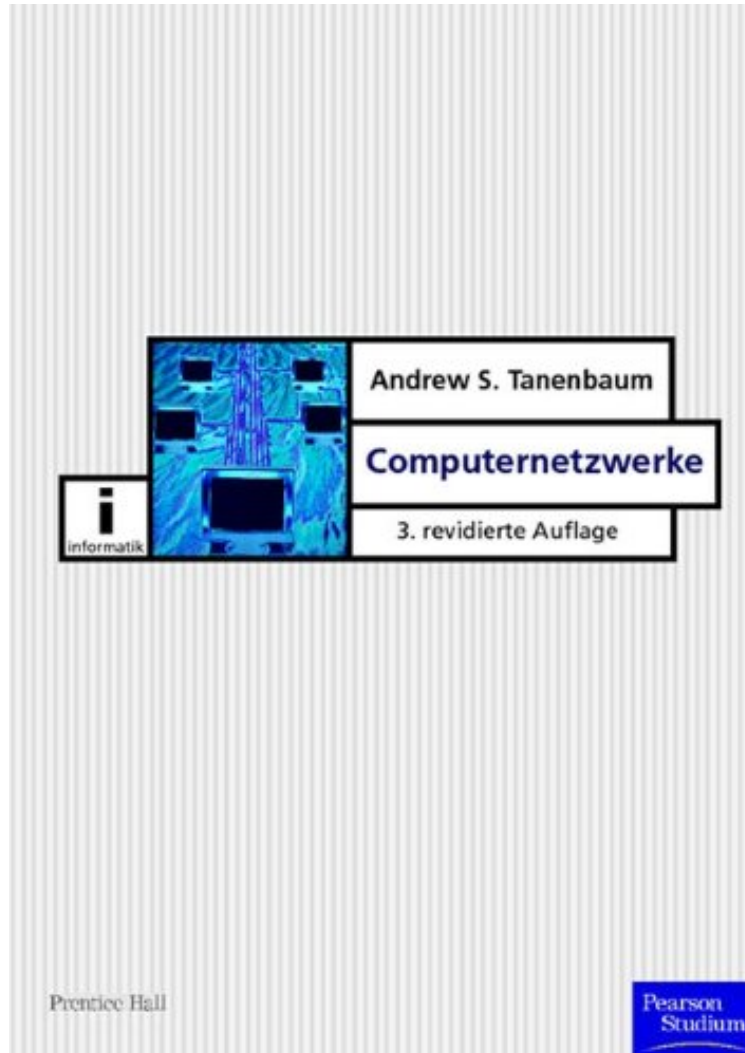 Andrew S. Tanenbaum
Computernetzwerke
i
informatik
3. revidierte Auflage
Prentice Hall
Pearson
Studium